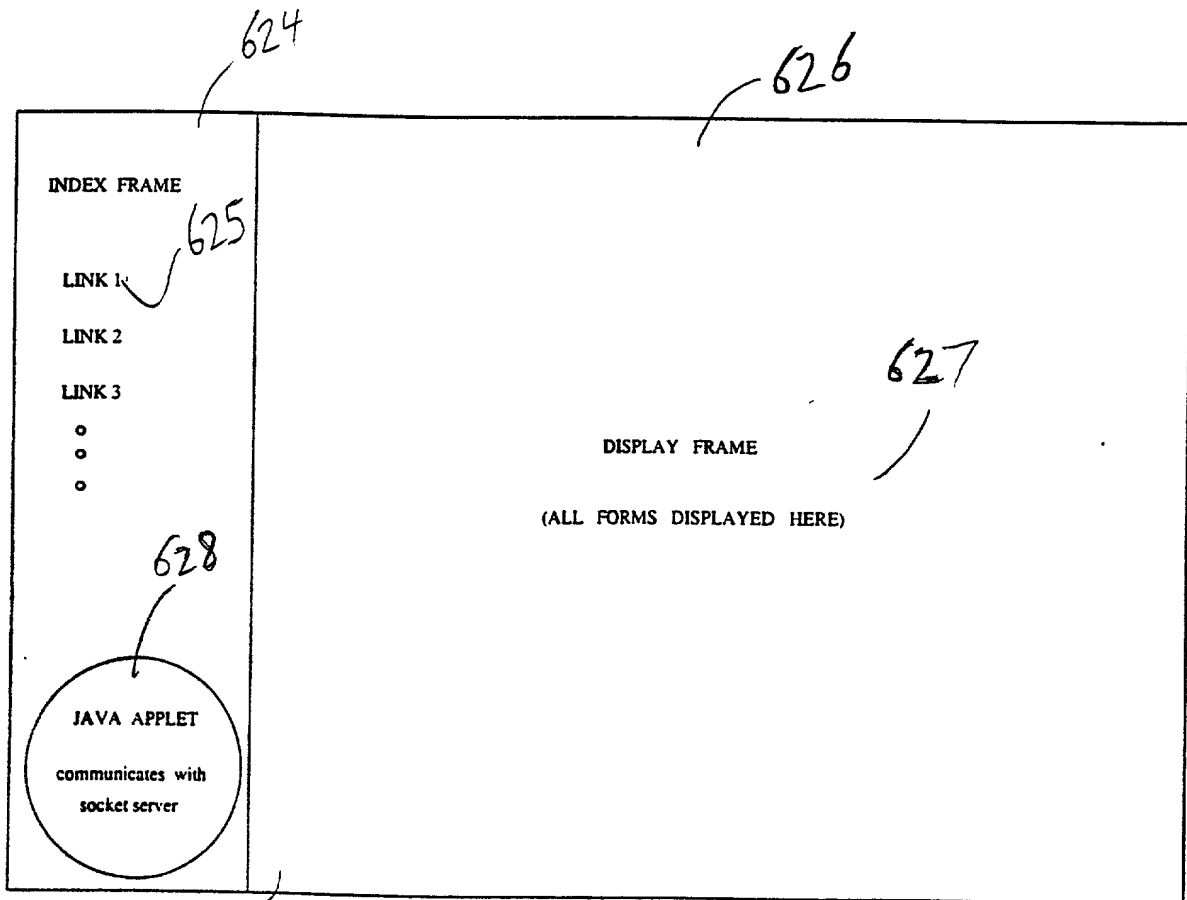 624
626
INDEX FRAME
625
LINK 1
LINK 2
LINK 3
627
DISPLAY FRAME
(ALL FORMS DISPLAYED HERE)
628
JAVA APPLET
communicates with
socket server